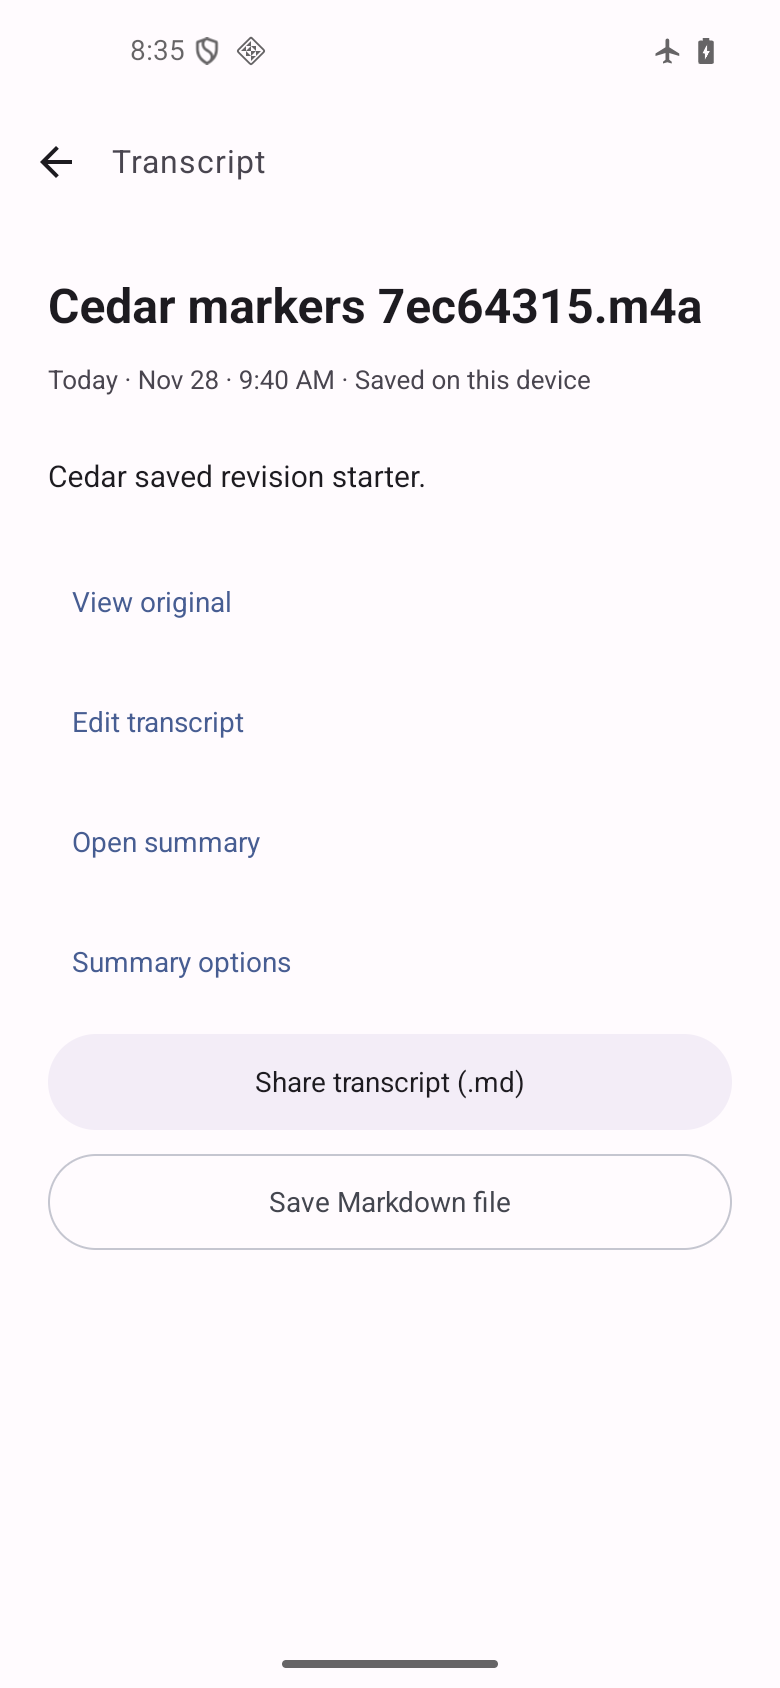 8:35
Transcript
Cedar markers 7ec64315.m4a
Today · Nov 28 · 9:40 AM · Saved on this device
Cedar saved revision starter.
View original
Edit transcript
Open summary
Summary options
Share transcript (.md)
Save Markdown file